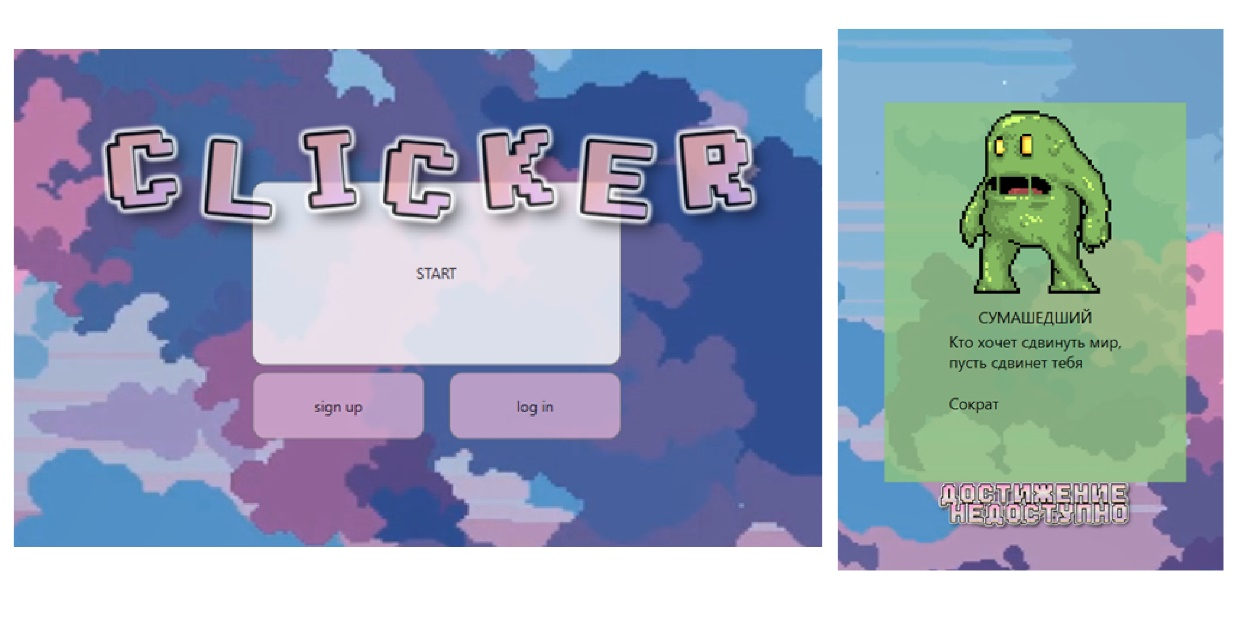 CLICKER
START
sign up
log in
СУМАШЕДШИЙ
Кто хочет сдвинуть мир,
пусть сдвинет тебя
Сократ
ДОСТИЖЕНИЕ
НЕДОСТУПНО